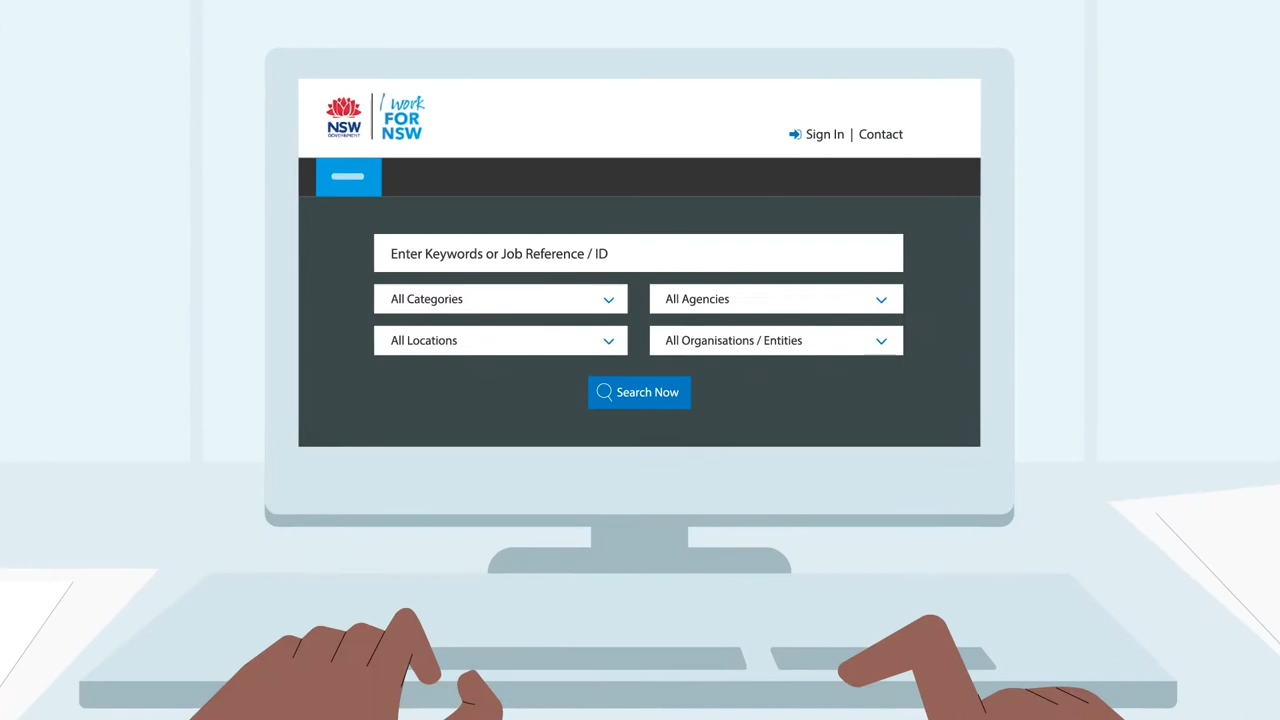 I work
FOR
NSW
NSW
GOVERNMENT
Sign In | Contact
Enter Keywords or Job Reference / ID
All Categories
All Agencies
All Locations
All Organisations / Entities
Search Now